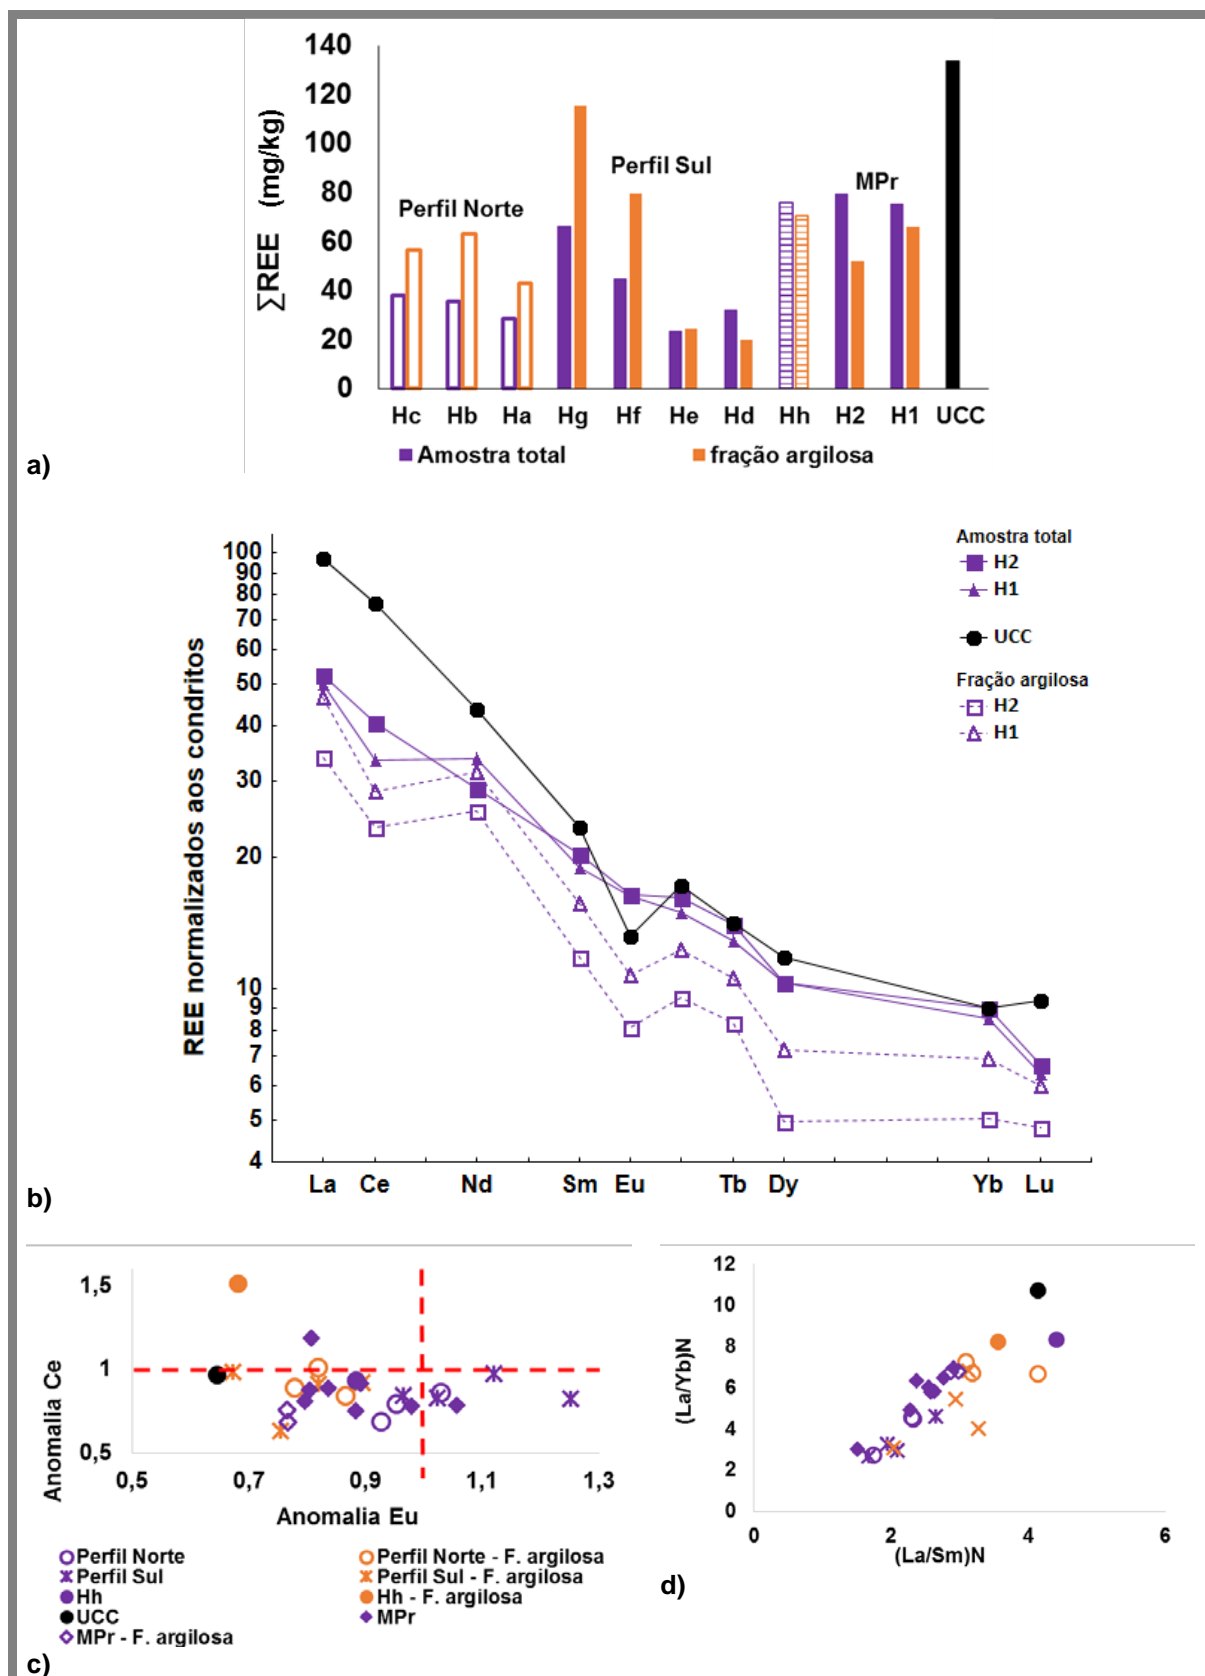 140
120
100
80
60
40
20
0
∑REE (mg/kg)
Perfil Norte
Perfil Sul
MPr
Hc Hb Ha Hg Hf He Hd Hh H2 H1 UCC
Amostra total fração argilosa
a)
100
90
80
70
60
50
40
30
20
10
9
8
7
6
5
4
REE normalizados aos condritos
Amostra total
H2
H1
UCC
Fração argilosa
H2
H1
La Ce Nd Sm Eu Tb Dy Yb Lu
b)
1,5
1
0,5
Anomalia Ce
0,5 0,7 0,9 1,1 1,3
Anomalia Eu
Perfil Norte Perfil Norte - F. argilosa
Perfil Sul Perfil Sul - F. argilosa
Hh Hh - F. argilosa
UCC MPr
MPr - F. argilosa
c)
12
10
8
6
4
2
0
(La/Yb)N
0 2 4 6
(La/Sm)N
d)